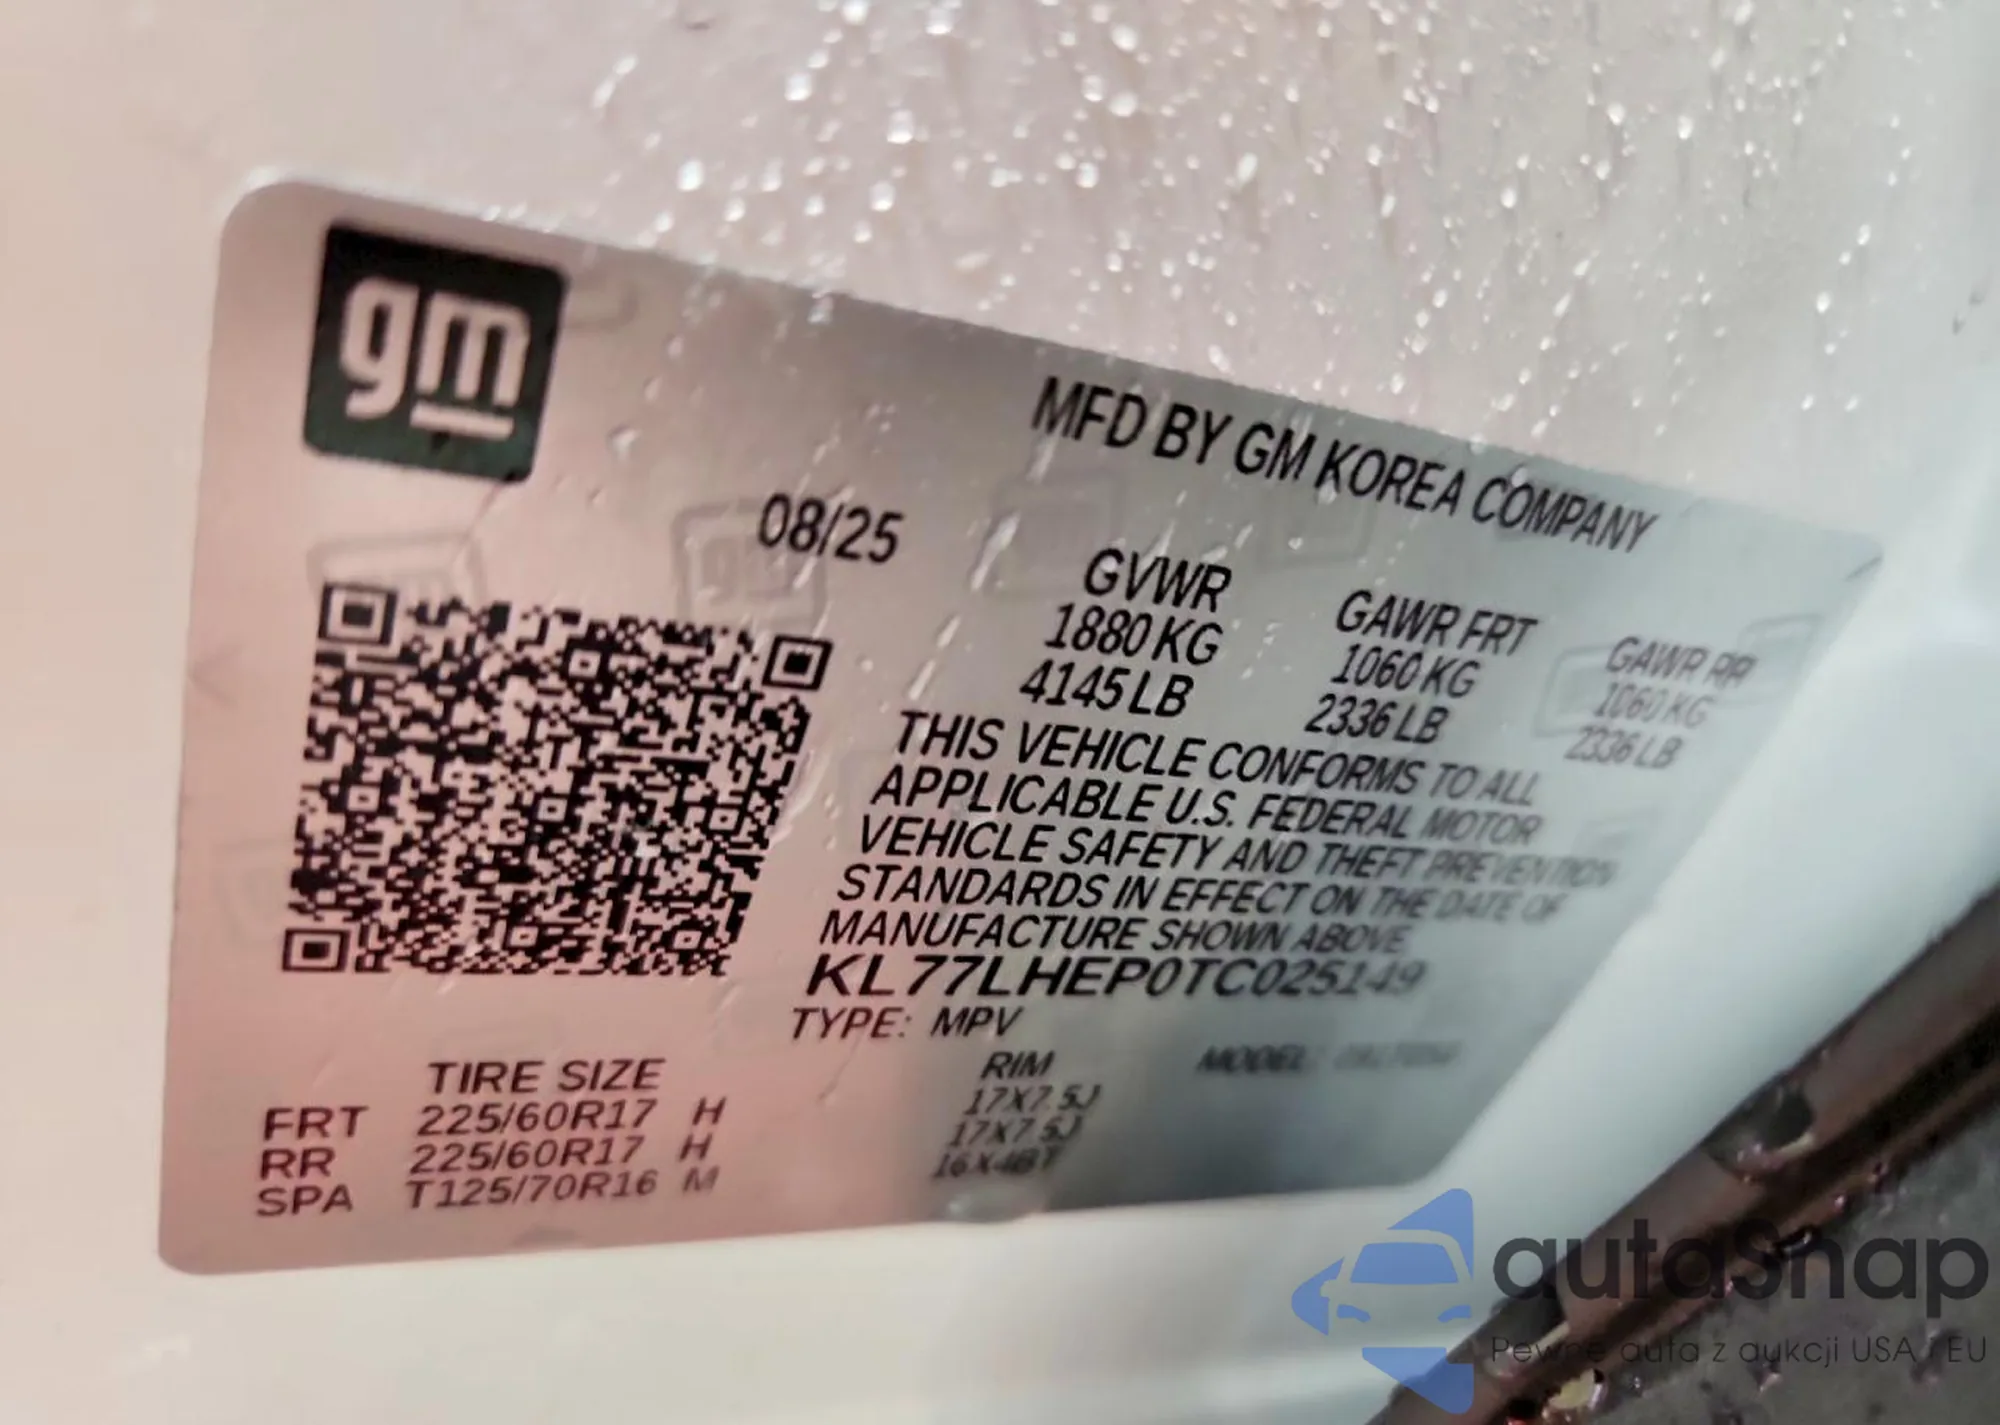 gm
MFD BY GM KOREA COMPANY
08/25
GVWR GAWR FRT GAWR RR
1880 KG 1060 KG 1060 KG
4145 LB 2336 LB 2336 LB
THIS VEHICLE CONFORMS TO ALL
APPLICABLE U.S. FEDERAL MOTOR
VEHICLE SAFETY AND THEFT PREVENTION
STANDARDS IN EFFECT ON THE DATE OF
MANUFACTURE SHOWN ABOVE
KL77LHEP0TC025149
TYPE: MPV MODEL:
TIRE SIZE RIM
FRT 225/60R17 H 17X7.5J
RR 225/60R17 H 17X7.5J
SPA T125/70R16 M 16X4BT
autaSnap
Pewne auta z aukcji USA / EU